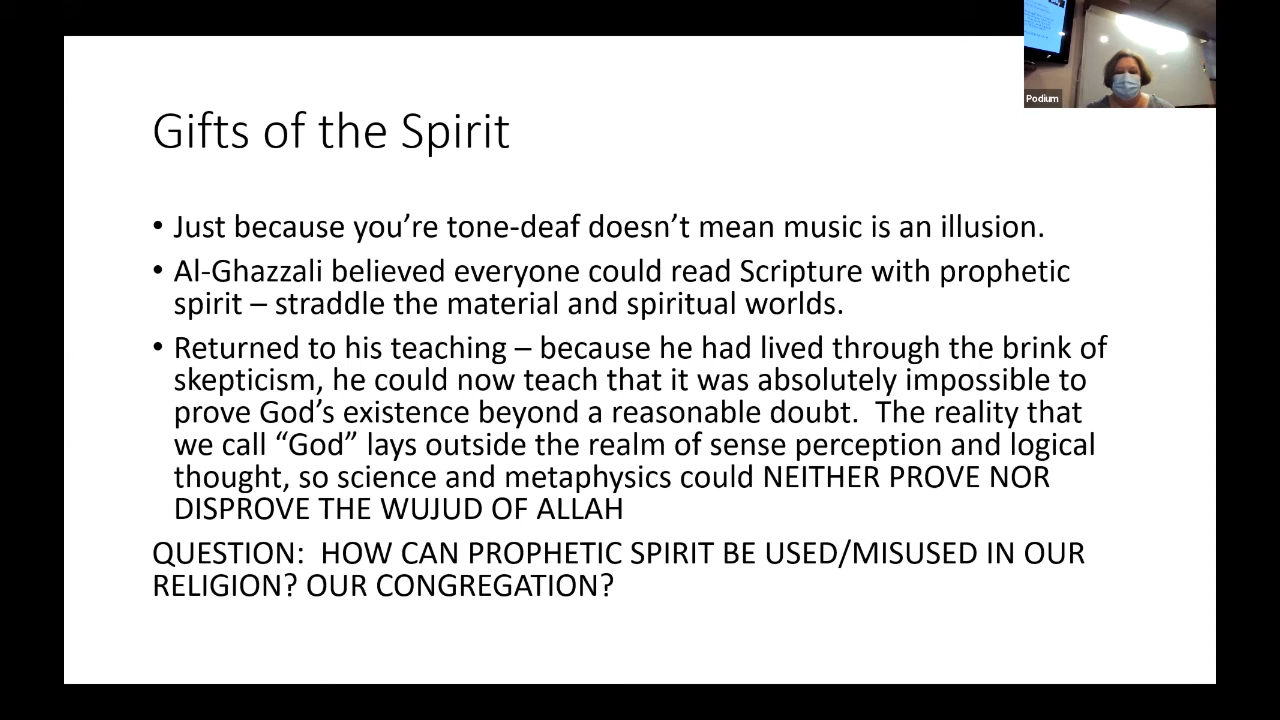 Podium
Gifts of the Spirit
• Just because you’re tone-deaf doesn’t mean music is an illusion.
• Al-Ghazzali believed everyone could read Scripture with prophetic
spirit – straddle the material and spiritual worlds.
• Returned to his teaching – because he had lived through the brink of
skepticism, he could now teach that it was absolutely impossible to
prove God’s existence beyond a reasonable doubt.  The reality that
we call “God” lays outside the realm of sense perception and logical
thought, so science and metaphysics could NEITHER PROVE NOR
DISPROVE THE WUJUD OF ALLAH
QUESTION:  HOW CAN PROPHETIC SPIRIT BE USED/MISUSED IN OUR
RELIGION? OUR CONGREGATION?